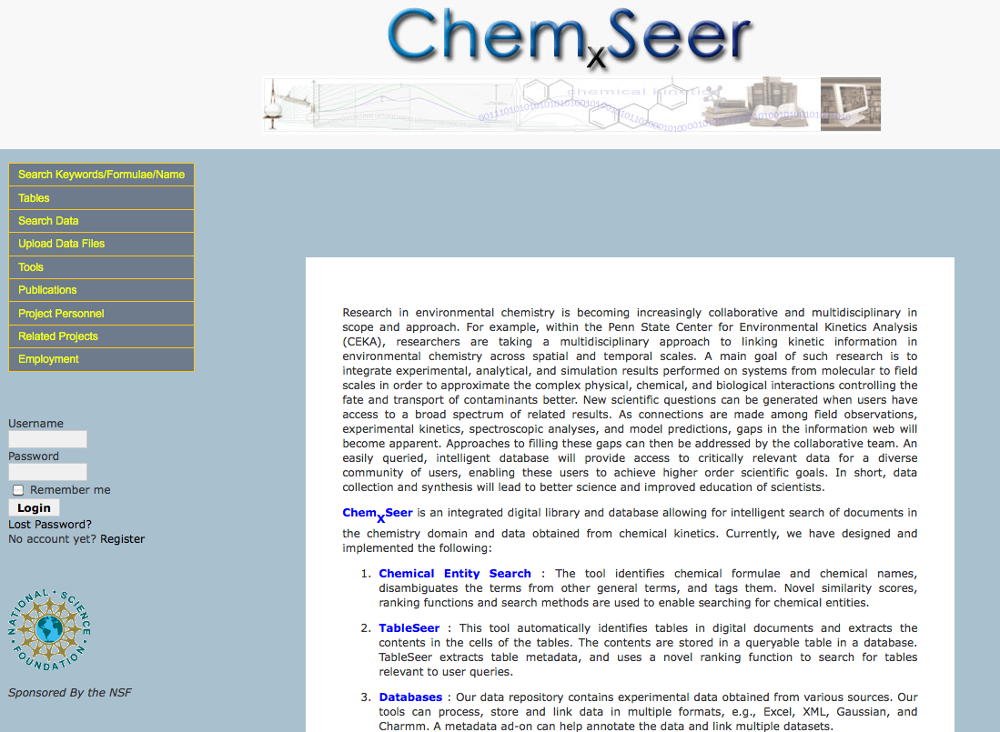 ChemxSeer
chemical kinetic
Search Keywords/Formulae/Name
Tables
Search Data
Upload Data Files
Tools
Publications
Project Personnel
Related Projects
Employment
Username
Password
Remember me
Login
Lost Password?
No account yet? Register
NATIONAL SCIENCE FOUNDATION
Sponsored By the NSF
Research in environmental chemistry is becoming increasingly collaborative and multidisciplinary in
scope and approach. For example, within the Penn State Center for Environmental Kinetics Analysis
(CEKA), researchers are taking a multidisciplinary approach to linking kinetic information in
environmental chemistry across spatial and temporal scales. A main goal of such research is to
integrate experimental, analytical, and simulation results performed on systems from molecular to field
scales in order to approximate the complex physical, chemical, and biological interactions controlling the
fate and transport of contaminants better. New scientific questions can be generated when users have
access to a broad spectrum of related results. As connections are made among field observations,
experimental kinetics, spectroscopic analyses, and model predictions, gaps in the information web will
become apparent. Approaches to filling these gaps can then be addressed by the collaborative team. An
easily queried, intelligent database will provide access to critically relevant data for a diverse
community of users, enabling these users to achieve higher order scientific goals. In short, data
collection and synthesis will lead to better science and improved education of scientists.
ChemXSeer is an integrated digital library and database allowing for intelligent search of documents in
the chemistry domain and data obtained from chemical kinetics. Currently, we have designed and
implemented the following:
1. Chemical Entity Search : The tool identifies chemical formulae and chemical names,
disambiguates the terms from other general terms, and tags them. Novel similarity scores,
ranking functions and search methods are used to enable searching for chemical entities.
2. TableSeer : This tool automatically identifies tables in digital documents and extracts the
contents in the cells of the tables. The contents are stored in a queryable table in a database.
TableSeer extracts table metadata, and uses a novel ranking function to search for tables
relevant to user queries.
3. Databases : Our data repository contains experimental data obtained from various sources. Our
tools can process, store and link data in multiple formats, e.g., Excel, XML, Gaussian, and
Charmm. A metadata ad-on can help annotate the data and link multiple datasets.